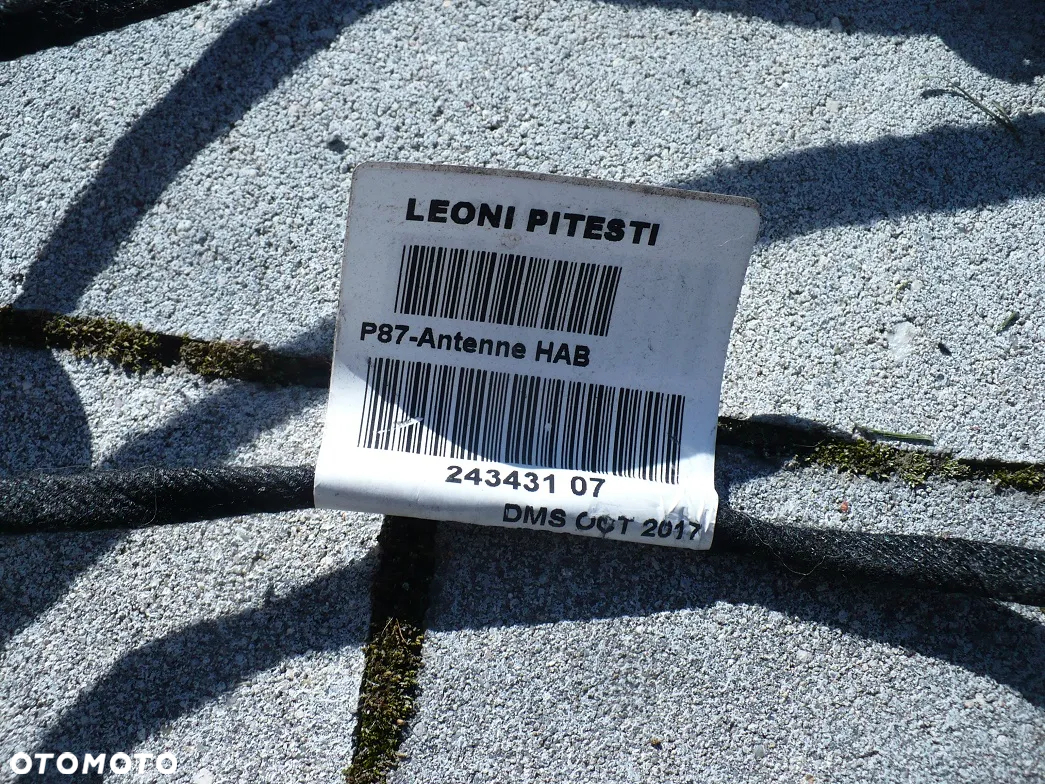 LEONI PITESTI
P87-Antenne HAB
243431 07
DMS OCT 2017
OTOMOTO